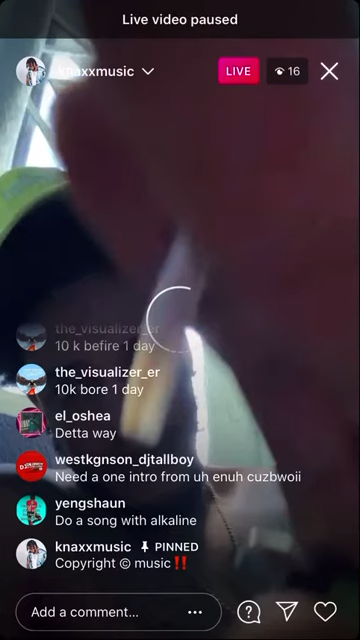 Live video paused
knaxxmusic
LIVE
16
the_visualizer_er
10 k befire 1 day
the_visualizer_er
10k bore 1 day
el_oshea
Detta way
westkgnson_djtallboy
Need a one intro from uh enuh cuzbwoii
yengshaun
Do a song with alkaline
knaxxmusic PINNED
Copyright © music‼️
Add a comment...